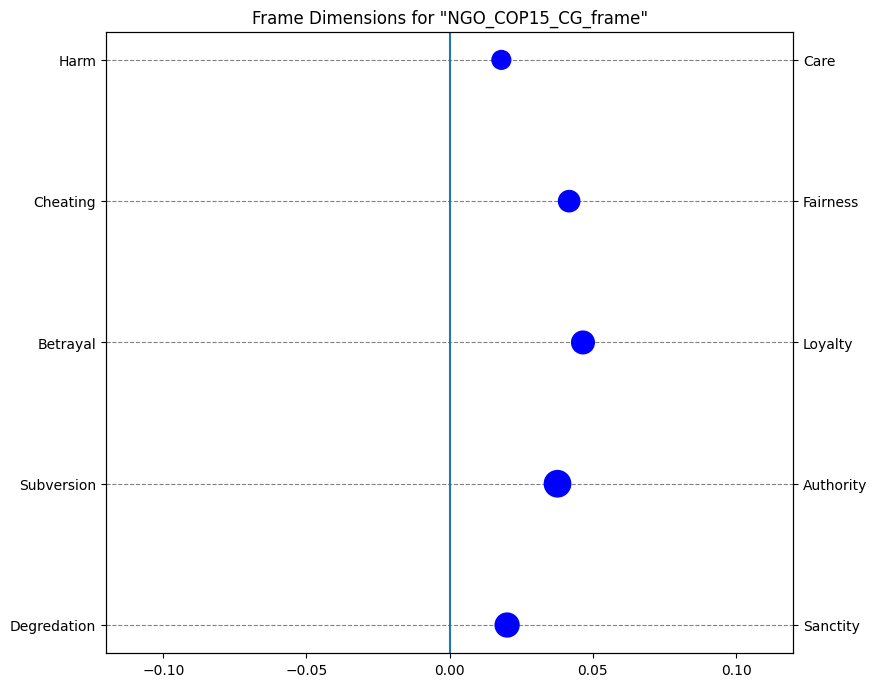 Frame Dimensions for "NGO_COP15_CG_frame"
Harm Care
Cheating Fairness
Betrayal Loyalty
Subversion Authority
Degredation Sanctity
−0.10 −0.05 0.00 0.05 0.10